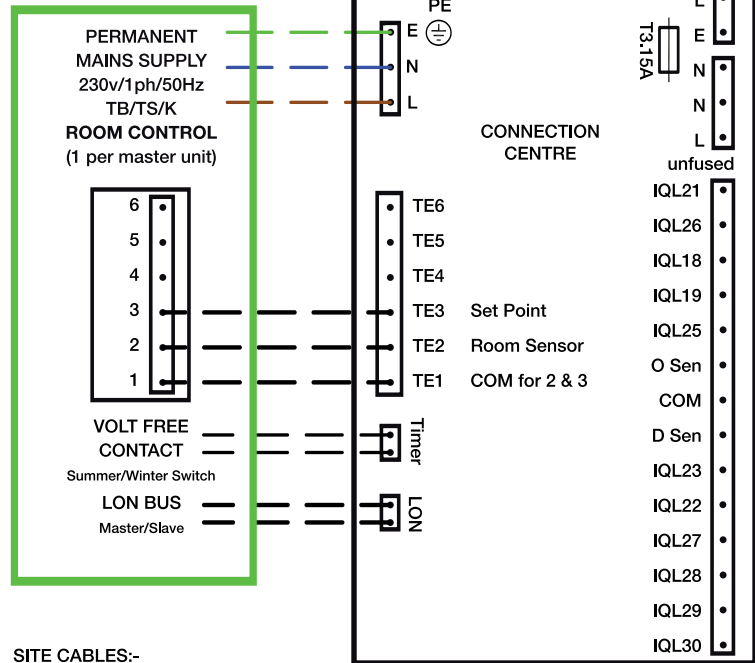 PE
PERMANENT
MAINS SUPPLY
230v/1ph/50Hz
TB/TS/K
ROOM CONTROL
(1 per master unit)
E
N
L
CONNECTION
CENTRE
T3.15A
L
E
N
N
L
unfused
6
5
4
3
2
1
TE6
TE5
TE4
TE3 Set Point
TE2 Room Sensor
TE1 COM for 2 & 3
VOLT FREE
CONTACT
Summer/Winter Switch
Timer
LON BUS
Master/Slave
LON
IQL21
IQL26
IQL18
IQL19
IQL25
O Sen
COM
D Sen
IQL23
IQL22
IQL27
IQL28
IQL29
IQL30
SITE CABLES:-